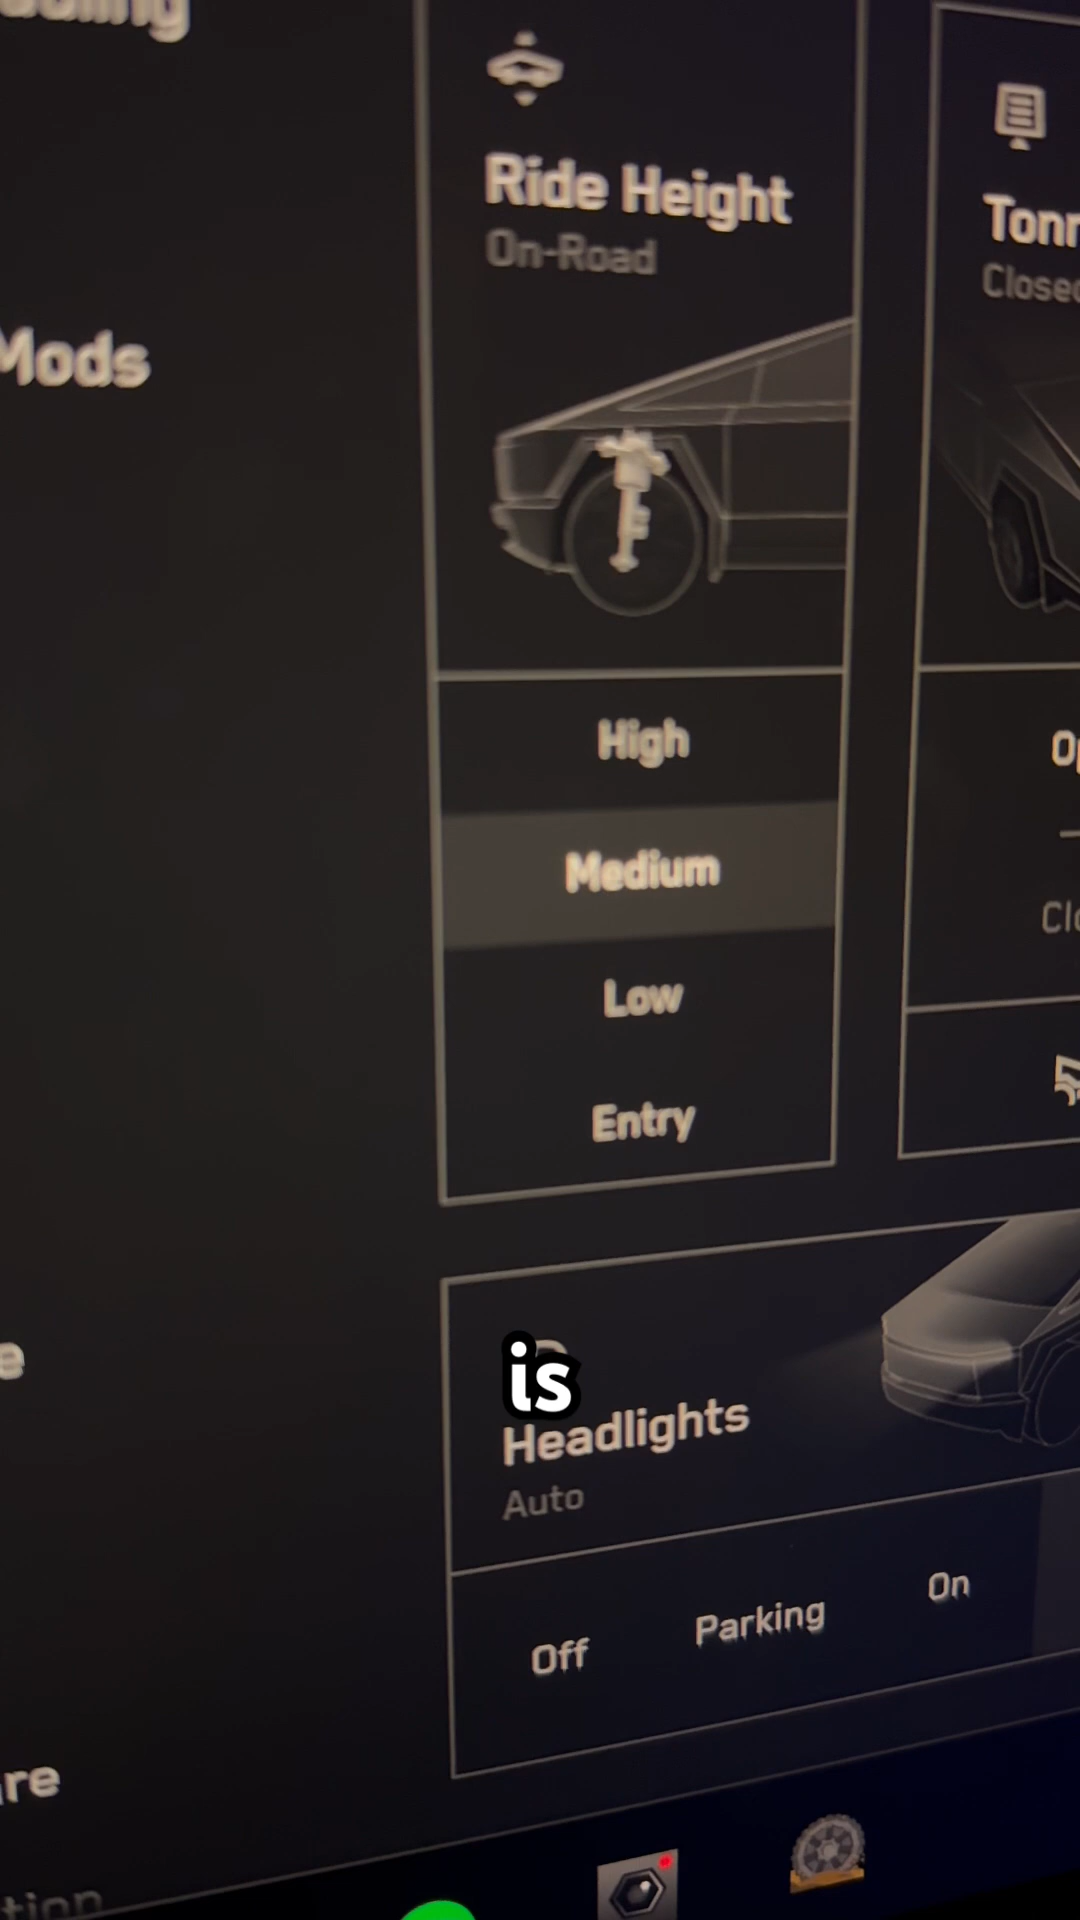 Mods
Ride Height
On-Road
High
Medium
Low
Entry
is
Headlights
Auto
Off
Parking
On